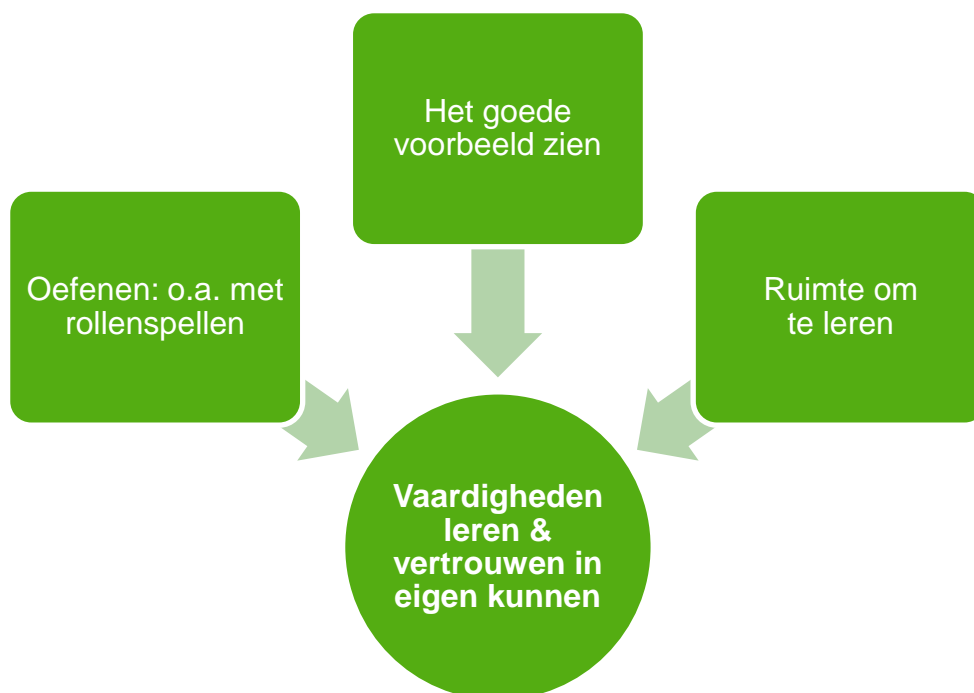 Het goede
voorbeeld zien
Oefenen: o.a. met
rollenspellen
Ruimte om
te leren
Vaardigheden
leren &
vertrouwen in
eigen kunnen